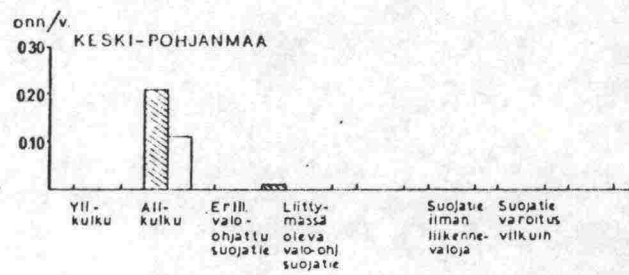 onn/v.
KESKI-POHJANMAA
0.30
0.20
0.10
Yli-
kulku
Ali-
kulku
Erill.
valo-
ohjattu
suojatie
Liitty-
mässä
oleva
valo-ohj
suojatie
Suojatie
ilman
liikenne-
valoja
Suojatie
varoitus
vilkuin